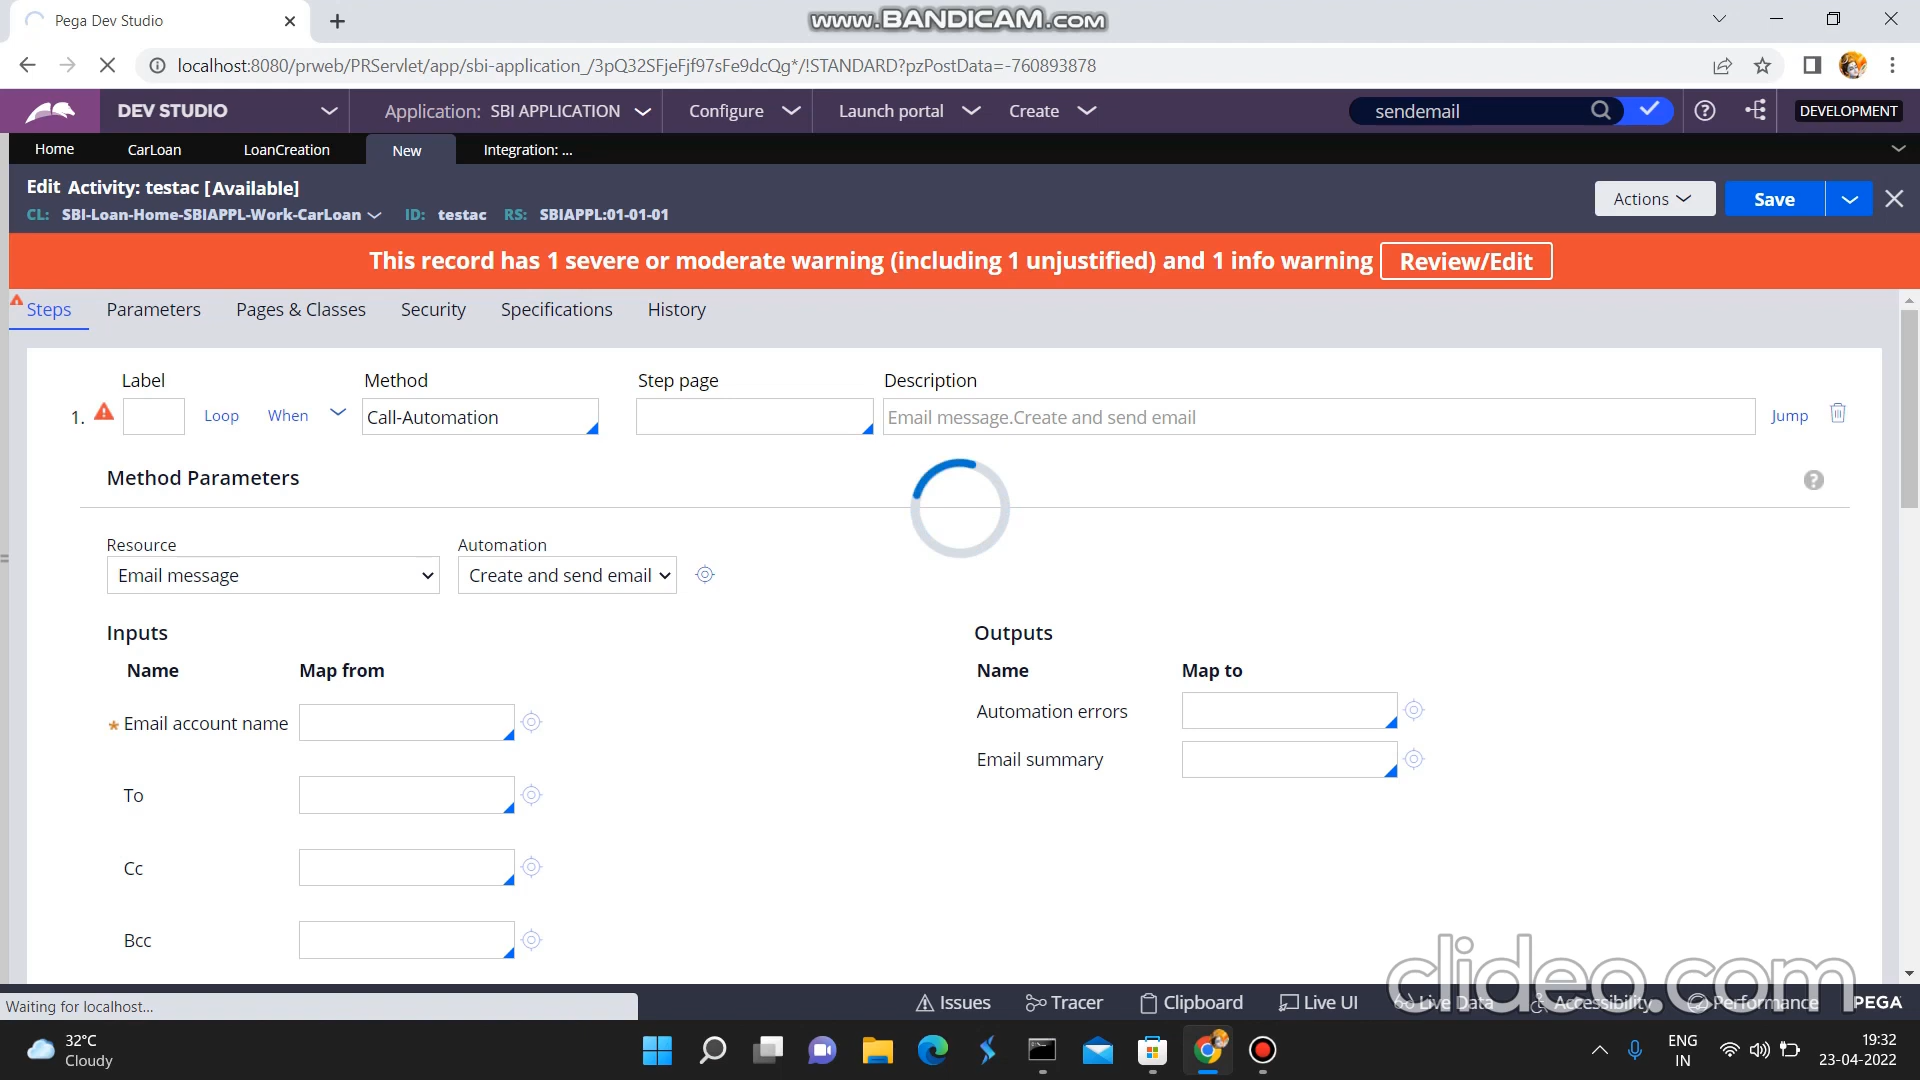 Pega Dev Studio
www.BANDICAM.com
localhost:8080/prweb/PRServlet/app/sbi-application_/3pQ32SFjeFjf97sFe9dcQg*/!STANDARD?pzPostData=-760893878
DEV STUDIO
Application: SBI APPLICATION
Configure
Launch portal
Create
sendemail
DEVELOPMENT
Home
CarLoan
LoanCreation
New
Integration: ...
Edit Activity: testac [Available]
CL: SBI-Loan-Home-SBIAPPL-Work-CarLoan ID: testac RS: SBIAPPL:01-01-01
Actions
Save
This record has 1 severe or moderate warning (including 1 unjustified) and 1 info warning
Review/Edit
Steps
Parameters
Pages & Classes
Security
Specifications
History
Label
Method
Step page
Description
1.
Loop
When
Call-Automation
Email message.Create and send email
Jump
Method Parameters
?
Resource
Automation
Email message
Create and send email
Inputs
Outputs
Name
Map from
Name
Map to
* Email account name
Automation errors
Email summary
To
Cc
Bcc
clideo.com
Waiting for localhost...
Issues
Tracer
Clipboard
Live UI
Live Data
Accessibility
Performance
PEGA
32°C
Cloudy
ENG
IN
19:32
23-04-2022